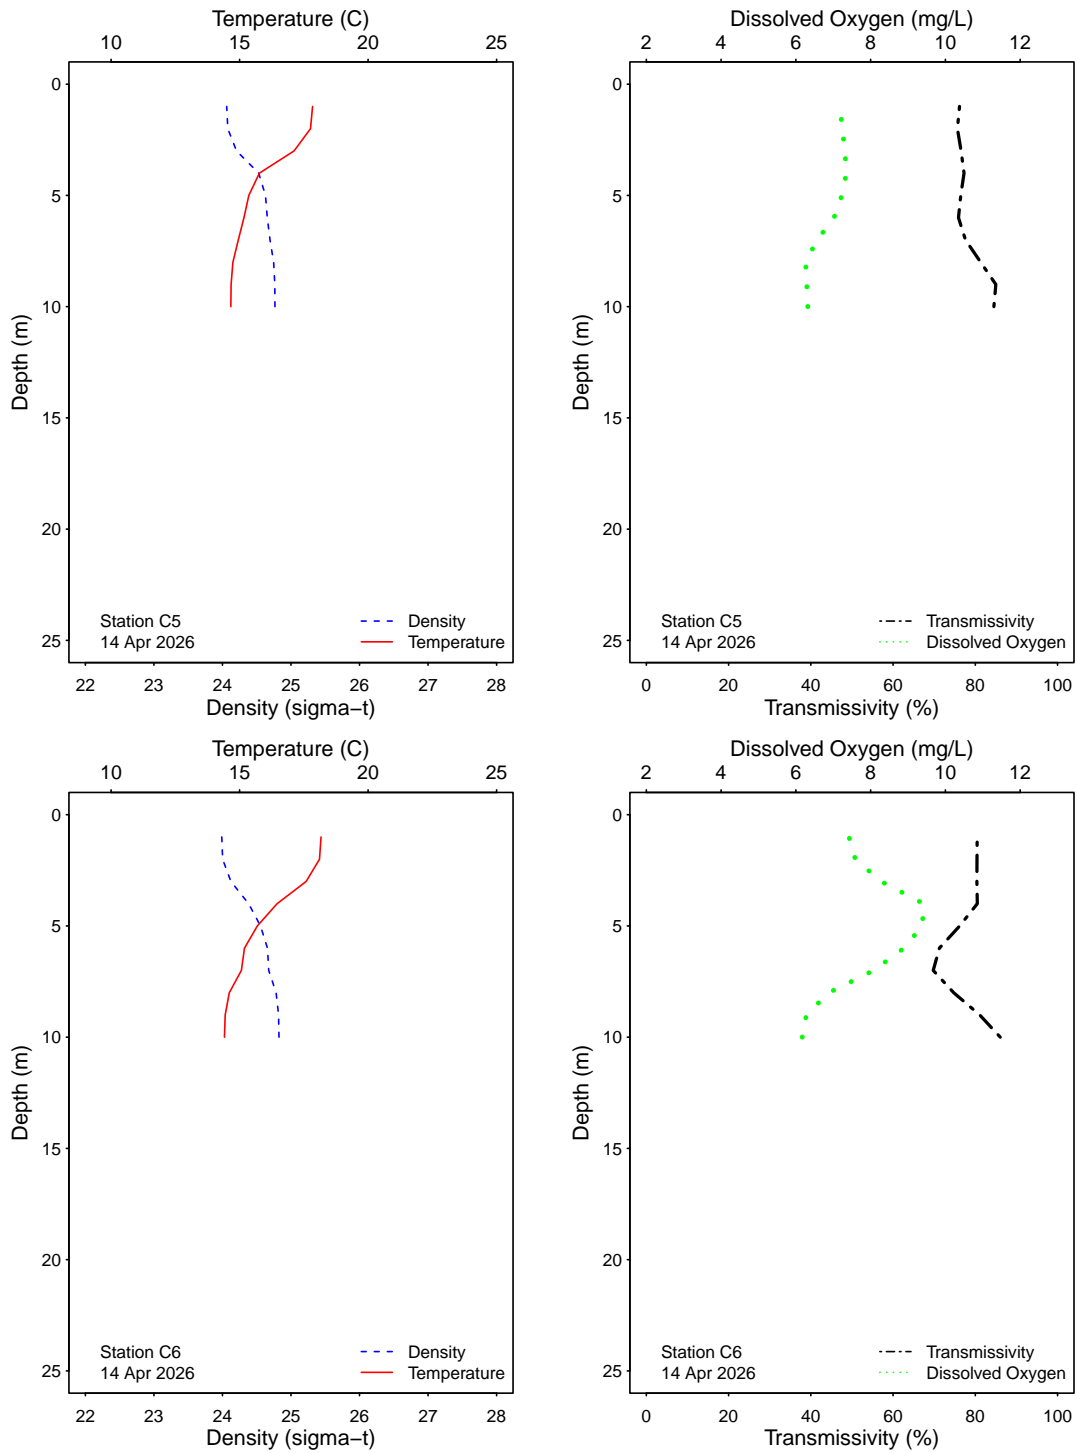 Temperature (C)
10 15 20 25
0
5
10
15
20
25
Depth (m)
Station C5
14 Apr 2026
Density
Temperature
22 23 24 25 26 27 28
Density (sigma−t)
Dissolved Oxygen (mg/L)
2 4 6 8 10 12
0
5
10
15
20
25
Depth (m)
Station C5
14 Apr 2026
Transmissivity
Dissolved Oxygen
0 20 40 60 80 100
Transmissivity (%)
Temperature (C)
10 15 20 25
0
5
10
15
20
25
Depth (m)
Station C6
14 Apr 2026
Density
Temperature
22 23 24 25 26 27 28
Density (sigma−t)
Dissolved Oxygen (mg/L)
2 4 6 8 10 12
0
5
10
15
20
25
Depth (m)
Station C6
14 Apr 2026
Transmissivity
Dissolved Oxygen
0 20 40 60 80 100
Transmissivity (%)